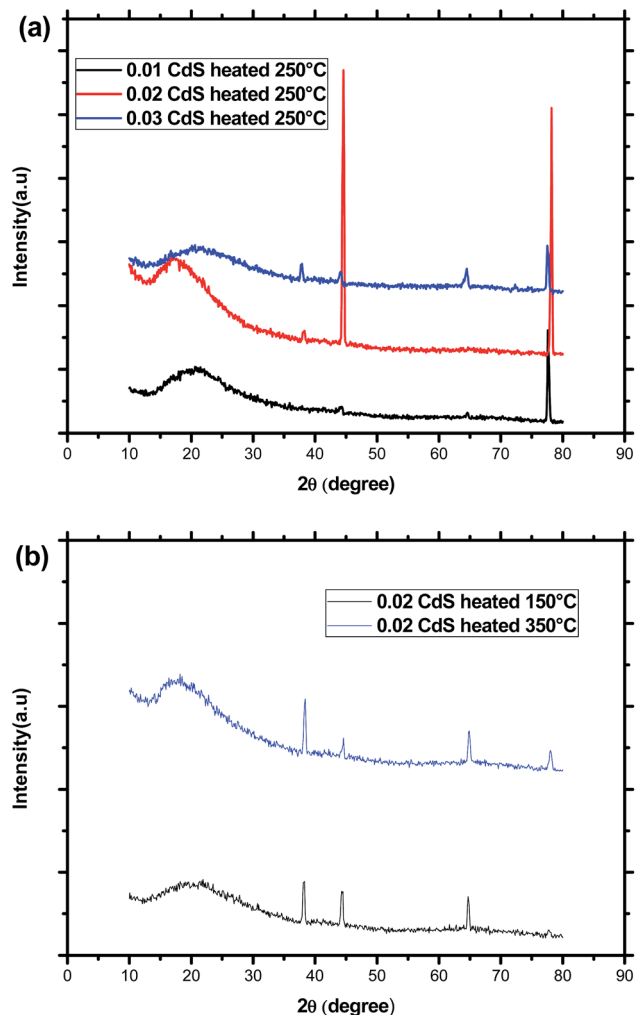 (a)
0.01 CdS heated 250°C
0.02 CdS heated 250°C
0.03 CdS heated 250°C
Intensity(a.u)
0 10 20 30 40 50 60 70 80 90
2θ (degree)
(b)
0.02 CdS heated 150°C
0.02 CdS heated 350°C
Intensity(a.u)
0 10 20 30 40 50 60 70 80 90
2θ (degree)